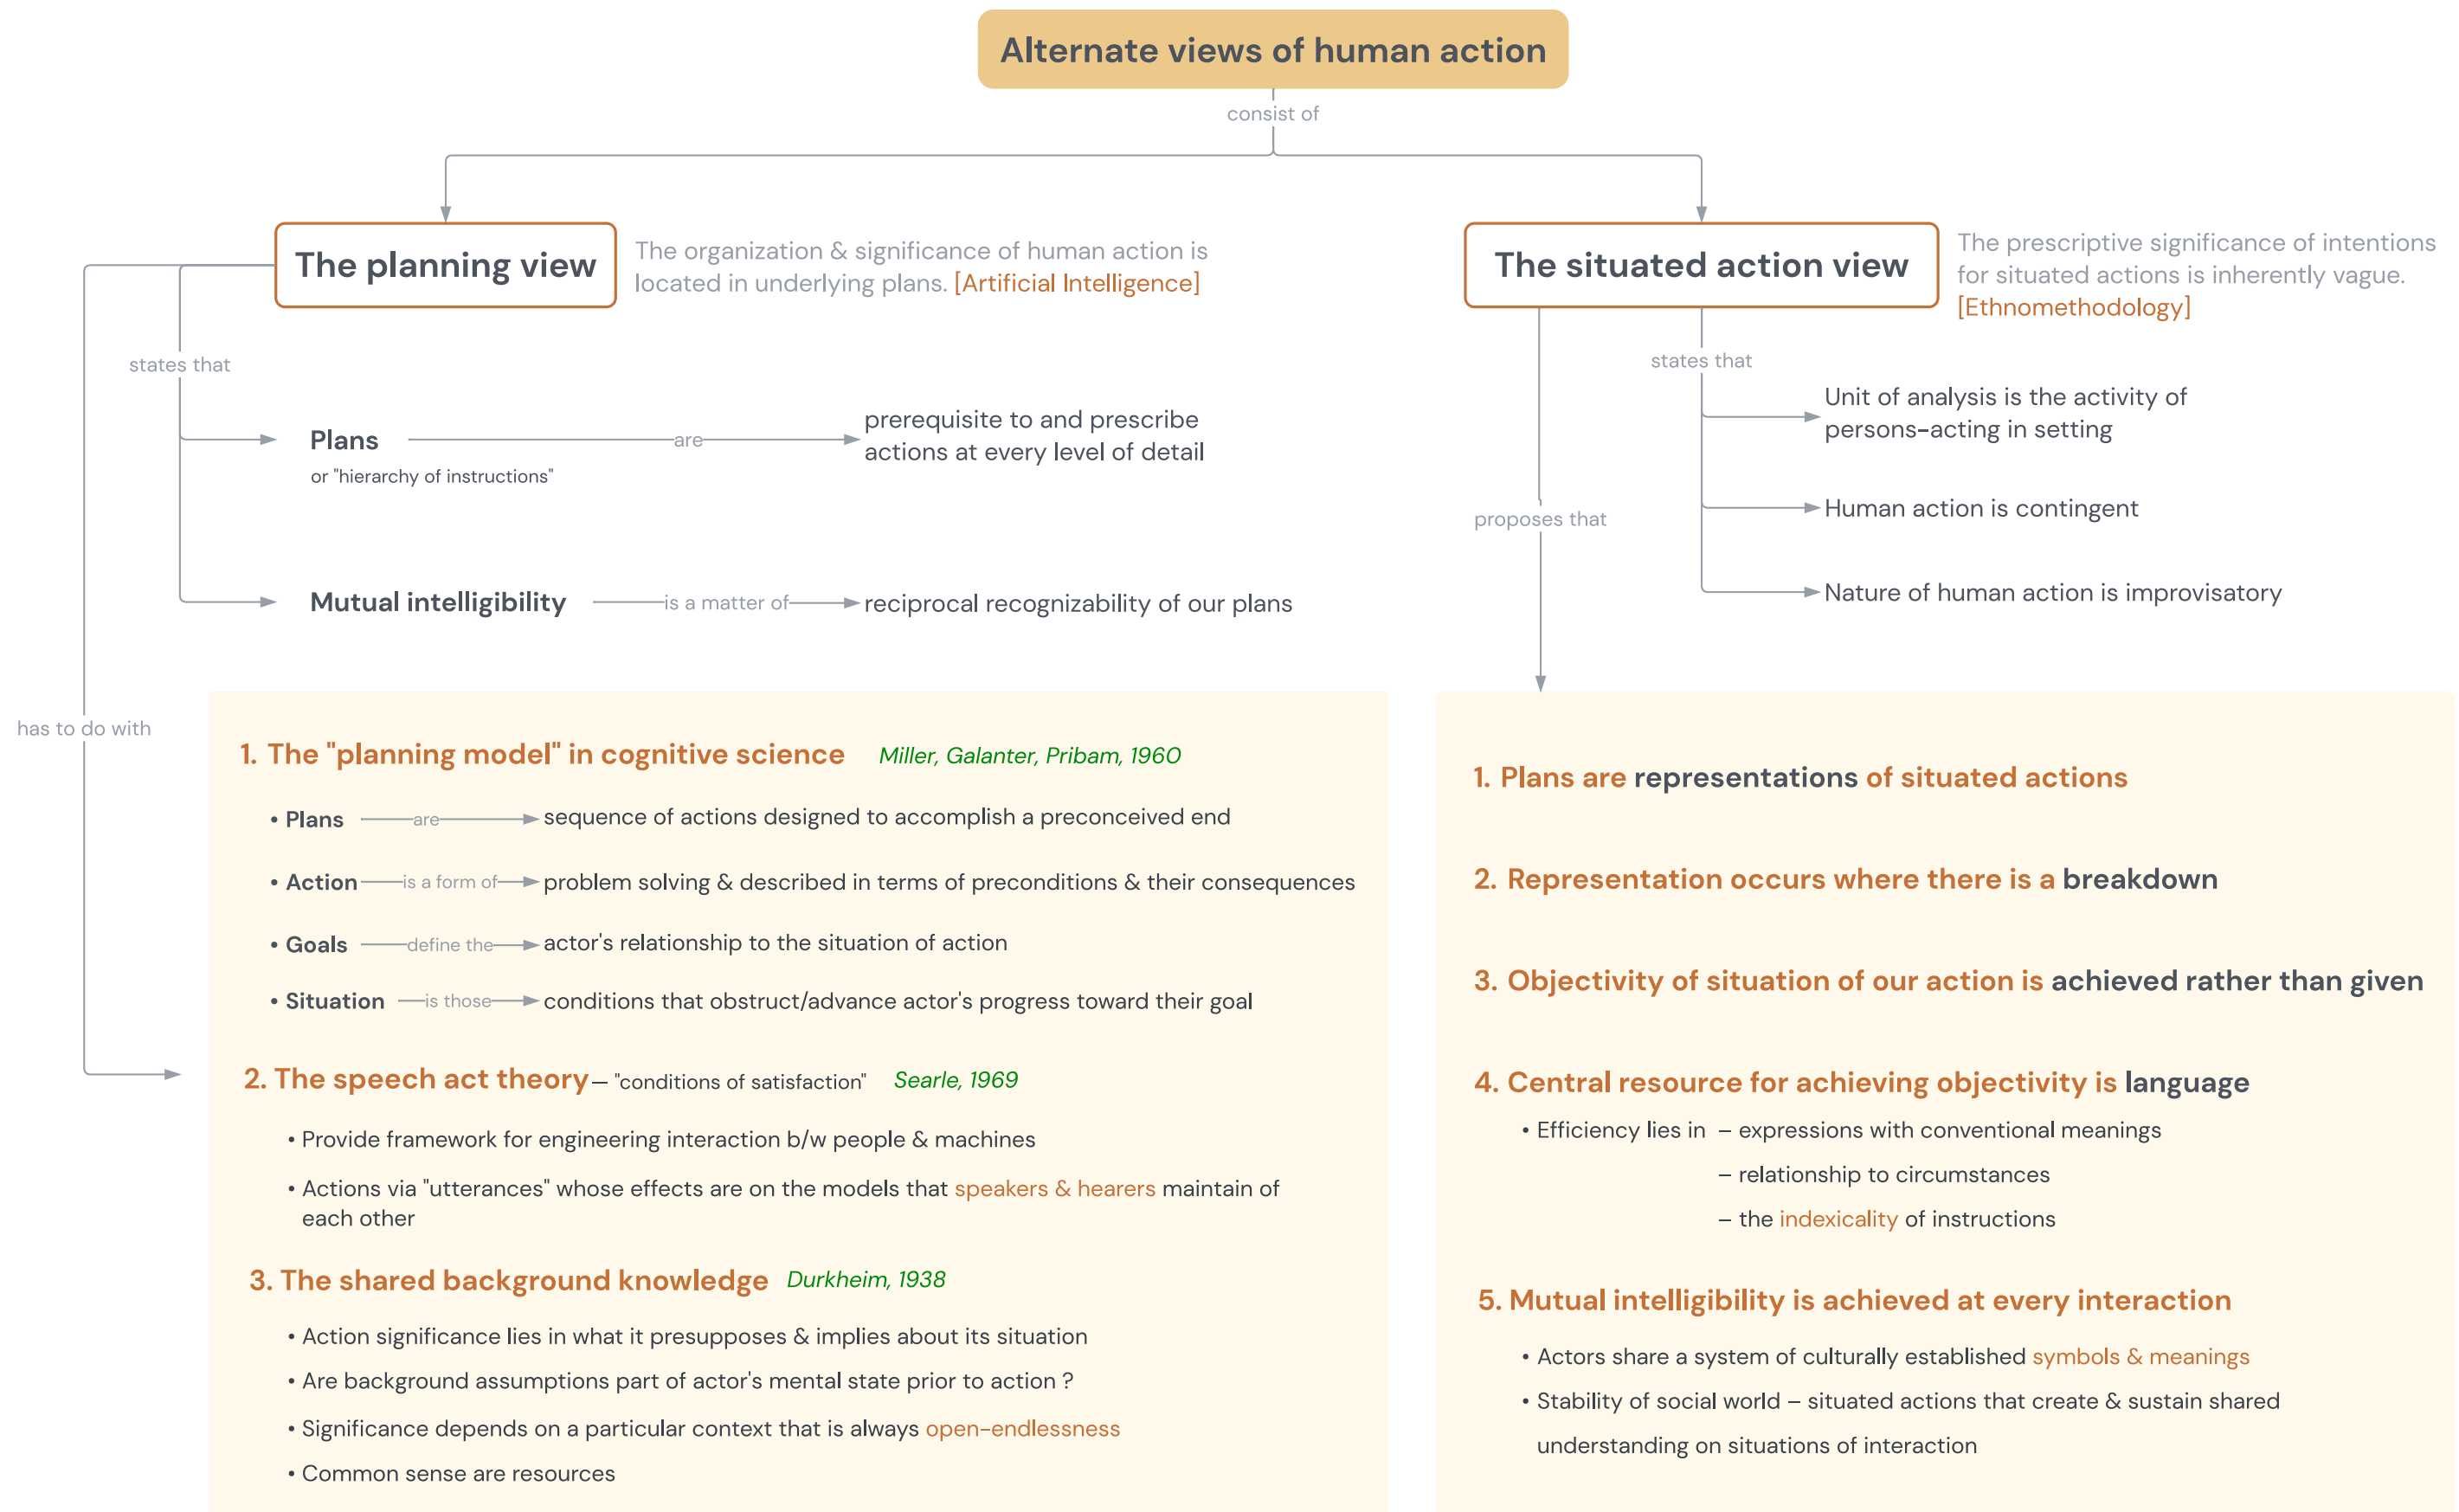 Alternate views of human action
consist of
The planning view
The organization & significance of human action is
located in underlying plans. [Artificial Intelligence]
states that
Plans
or "hierarchy of instructions"
are
prerequisite to and prescribe
actions at every level of detail
Mutual intelligibility
is a matter of
reciprocal recognizability of our plans
has to do with
1. The "planning model" in cognitive science Miller, Galanter, Pribam, 1960
• Plans are sequence of actions designed to accomplish a preconceived end
• Action is a form of problem solving & described in terms of preconditions & their consequences
• Goals define the actor's relationship to the situation of action
• Situation is those conditions that obstruct/advance actor's progress toward their goal
2. The speech act theory – "conditions of satisfaction" Searle, 1969
• Provide framework for engineering interaction b/w people & machines
• Actions via "utterances" whose effects are on the models that speakers & hearers maintain of
each other
3. The shared background knowledge Durkheim, 1938
• Action significance lies in what it presupposes & implies about its situation
• Are background assumptions part of actor's mental state prior to action ?
• Significance depends on a particular context that is always open-endlessness
• Common sense are resources
The situated action view
The prescriptive significance of intentions
for situated actions is inherently vague.
[Ethnomethodology]
states that
Unit of analysis is the activity of
persons-acting in setting
Human action is contingent
Nature of human action is improvisatory
proposes that
1. Plans are representations of situated actions
2. Representation occurs where there is a breakdown
3. Objectivity of situation of our action is achieved rather than given
4. Central resource for achieving objectivity is language
• Efficiency lies in – expressions with conventional meanings
– relationship to circumstances
– the indexicality of instructions
5. Mutual intelligibility is achieved at every interaction
• Actors share a system of culturally established symbols & meanings
• Stability of social world – situated actions that create & sustain shared
understanding on situations of interaction